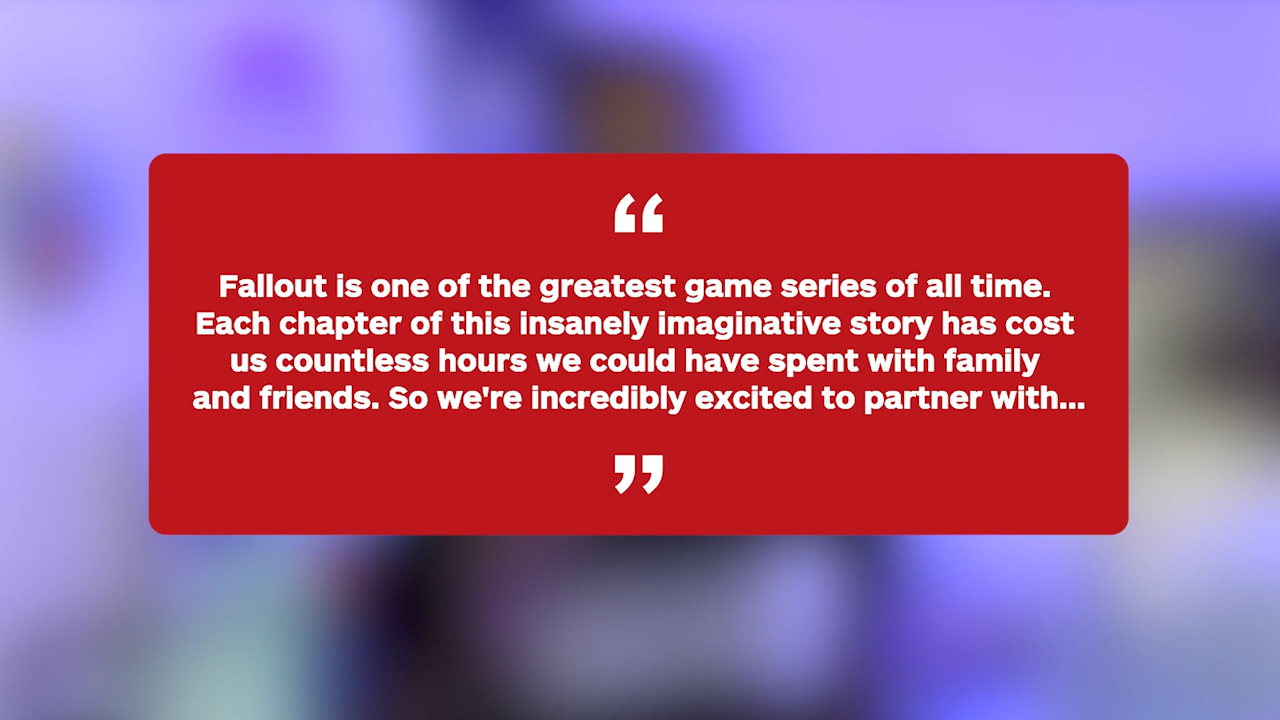 “
Fallout is one of the greatest game series of all time.
Each chapter of this insanely imaginative story has cost
us countless hours we could have spent with family
and friends. So we're incredibly excited to partner with...
”